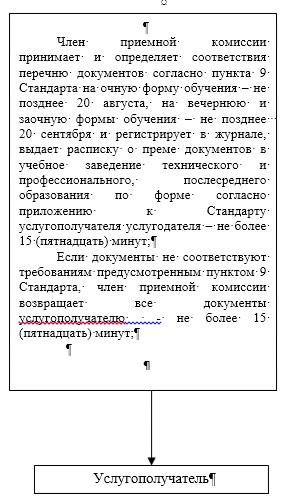 ¶
Член приемной комиссии
принимает и определяет соответствия
перечню документов согласно пункта 9
Стандарта на очную форму обучения – не
позднее 20 августа, на вечернюю и
заочную формы обучения – не позднее
20 сентября и регистрирует в журнале,
выдает расписку о преме документов в
учебное заведение технического и
профессионального, послесреднего
образования по форме согласно
приложению к Стандарту
услугополучателя услугодателя – не более
15 (пятнадцать) минут;¶
Если документы не соответствуют
требованиям предусмотренным пунктом 9
Стандарта, член приемной комиссии
возвращает все документы
услугополучателю - не более 15
(пятнадцать) минут;¶
¶
¶
Услугополучатель¶